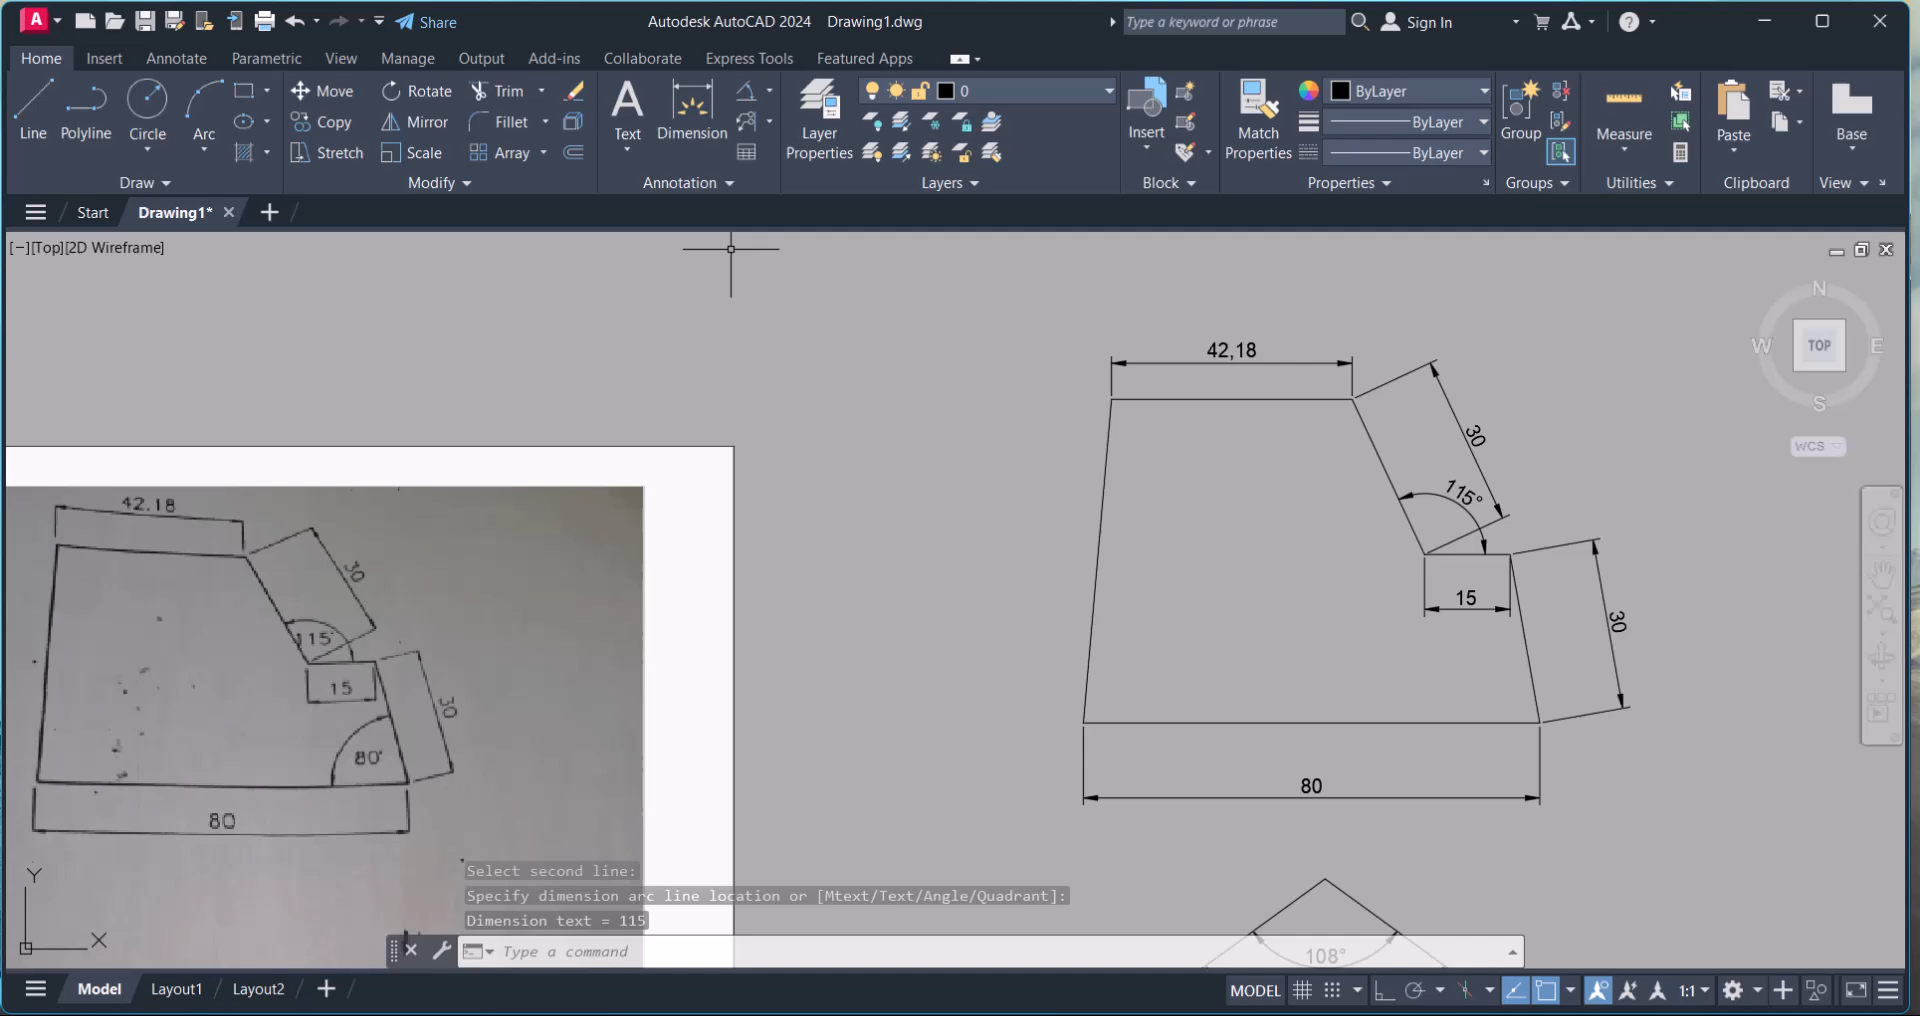 A Share Autodesk AutoCAD 2024 Drawing1.dwg Type a keyword or phrase Sign In
Home Insert Annotate Parametric View Manage Output Add-ins Collaborate Express Tools Featured Apps
Line Polyline Circle Arc
Move Rotate Trim
Copy Mirror Fillet
Stretch Scale Array
Text Dimension
Layer Properties
0
Insert
Match Properties
ByLayer
ByLayer
ByLayer
Group
Measure
Paste
Base
Draw Modify Annotation Layers Block Properties Groups Utilities Clipboard View
Start Drawing1*
[−][Top][2D Wireframe]
N
W TOP E
S
WCS
42,18
30
115°
15
30
80
108°
42.18
30
115°
15
30
80°
80
Y
X
Select second line:
Specify dimension arc line location or [Mtext/Text/Angle/Quadrant]:
Dimension text = 115
Type a command
Model Layout1 Layout2 MODEL 1:1